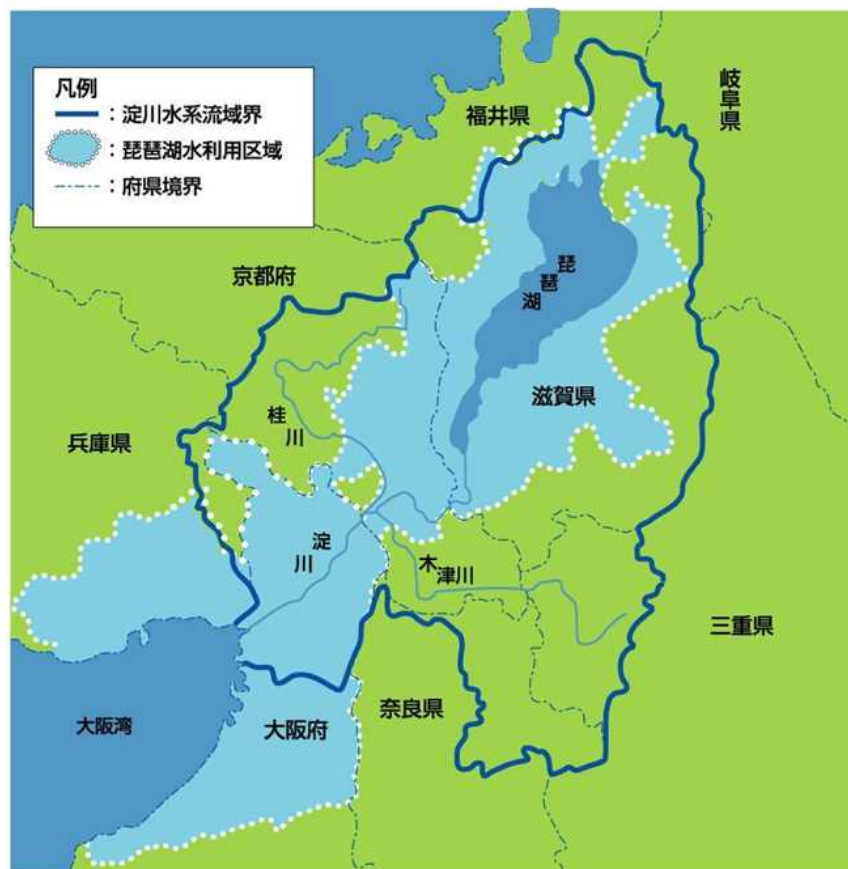 凡例
：淀川水系流域界
：琵琶湖水利用区域
：府県境界
福井県
岐阜県
京都府
琵琶湖
滋賀県
兵庫県
桂川
淀川
木津川
三重県
大阪湾
大阪府
奈良県